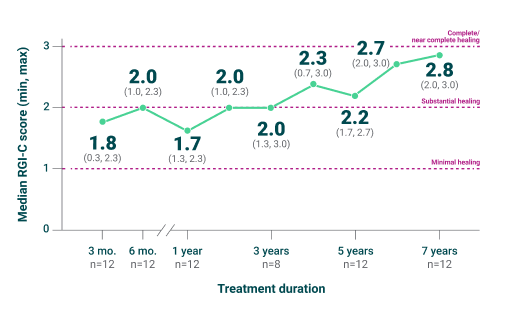 Complete/
near complete healing
3
2.7
(2.0, 3.0)
2.3
(0.7, 3.0)
2.0
(1.0, 2.3)
2.0
(1.0, 2.3)
2.8
(2.0, 3.0)
Substantial healing
2
1.8
(0.3, 2.3)
1.7
(1.3, 2.3)
2.0
(1.3, 3.0)
2.2
(1.7, 2.7)
Minimal healing
1
0
Median RGI-C score (min, max)
3 mo.
n=12
6 mo.
n=12
1 year
n=12
3 years
n=8
5 years
n=12
7 years
n=12
Treatment duration